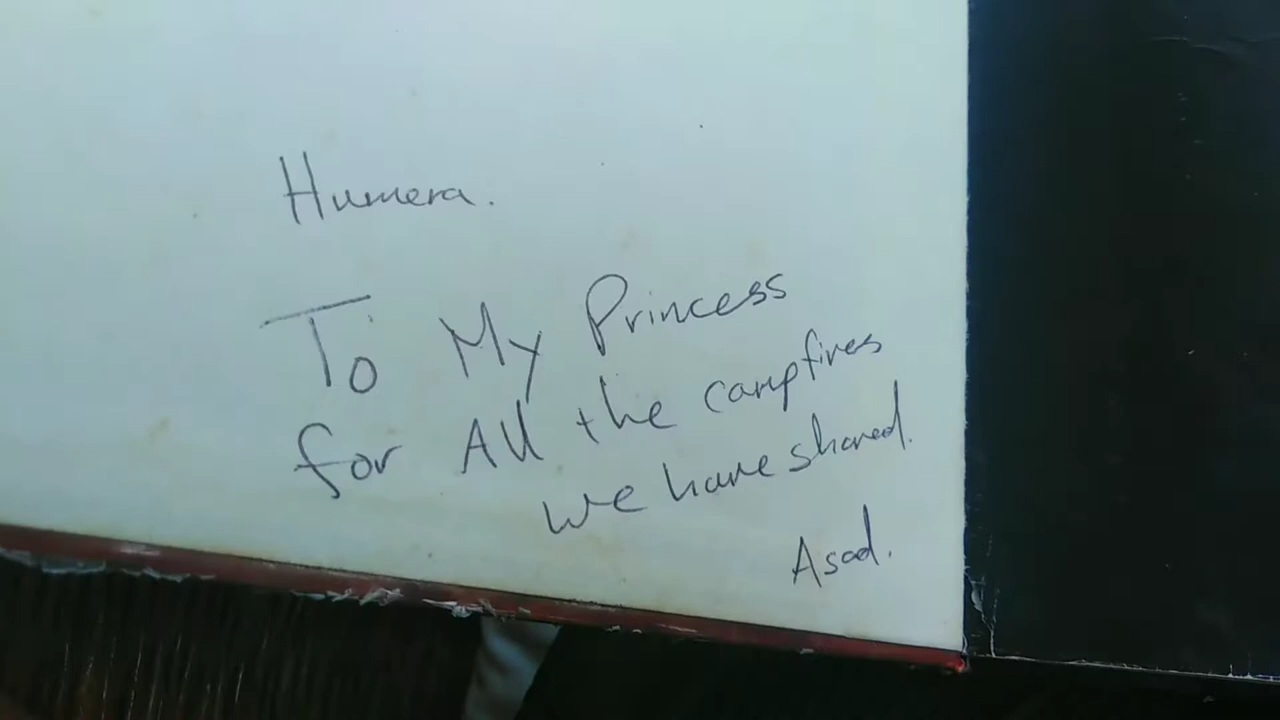 Humera.
To My Princess
for All the campfires
we have shared.
Asad.